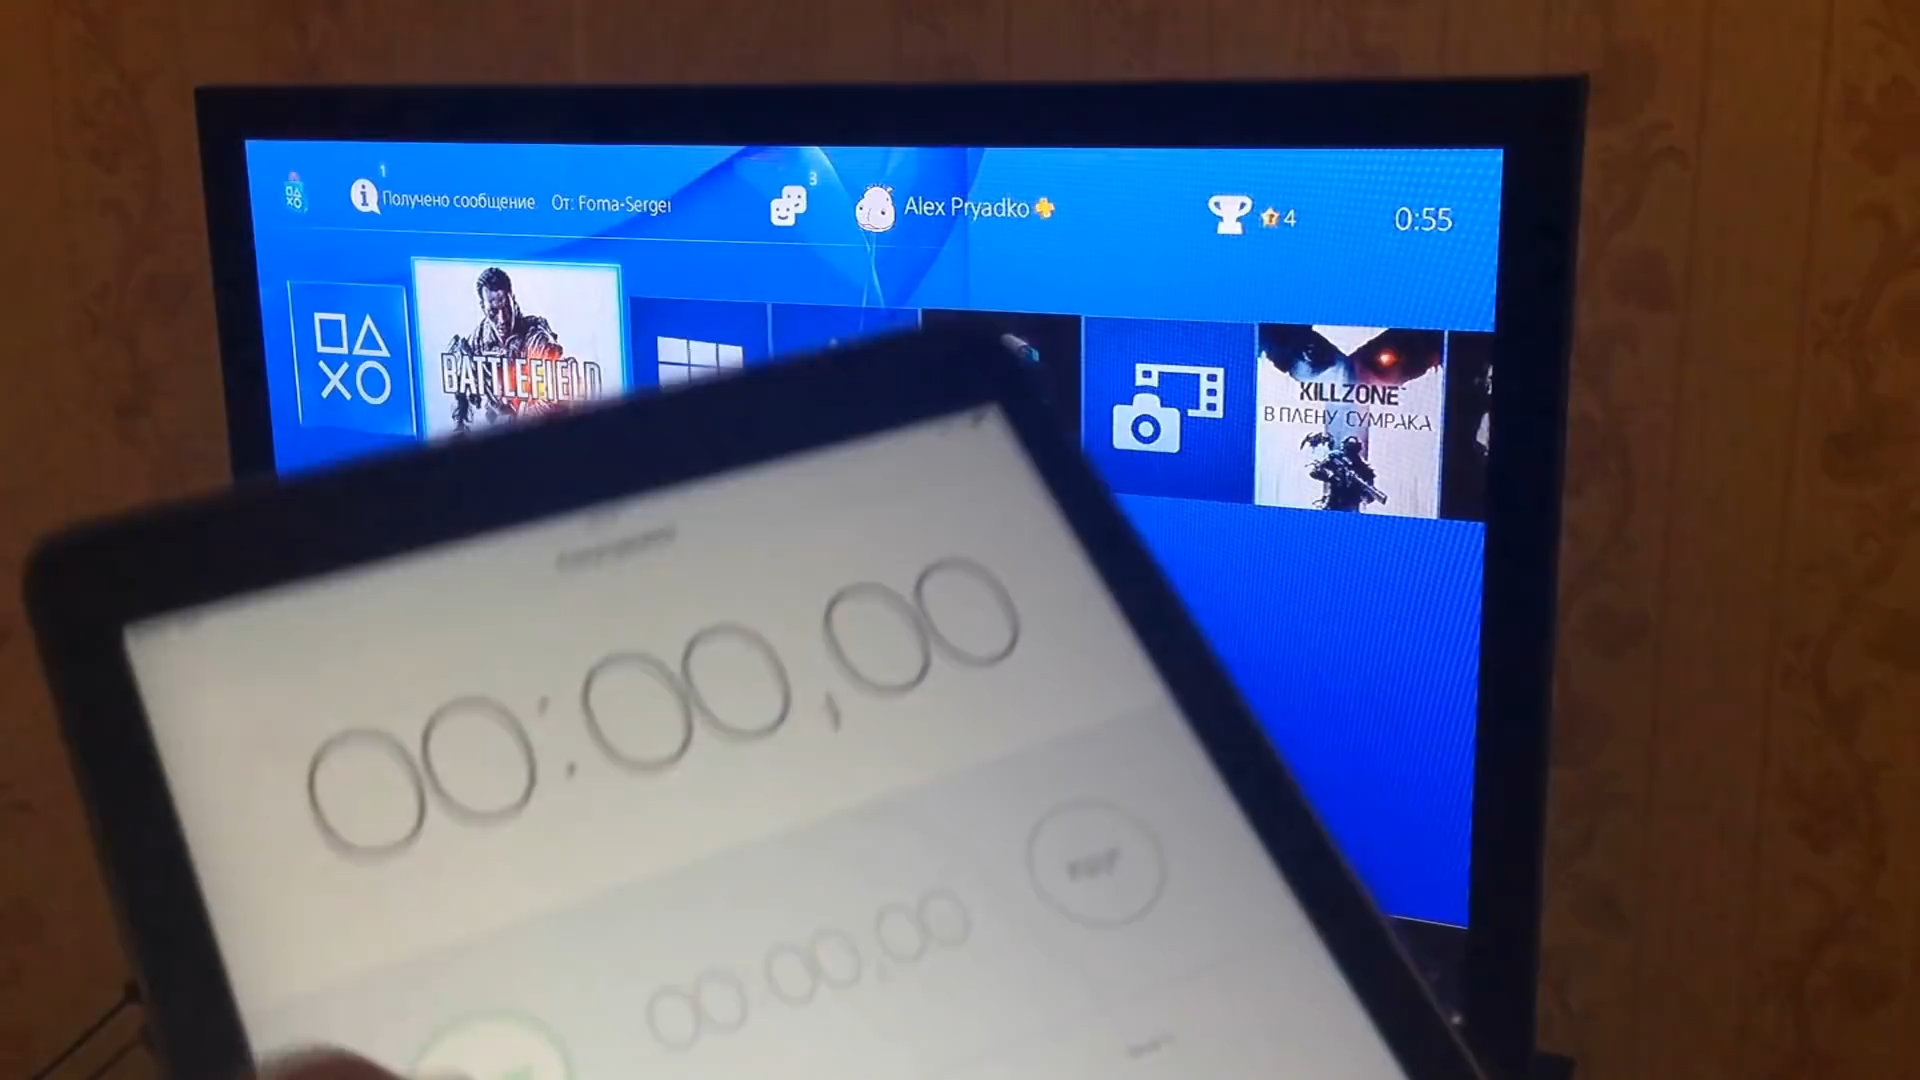 1
Получено сообщение От: Foma-Sergei
3
Alex Pryadko
4
0:55
BATTLEFIELD
KILLZONE
В ПЛЕНУ СУМРАКА
00:00,00
00:00,00